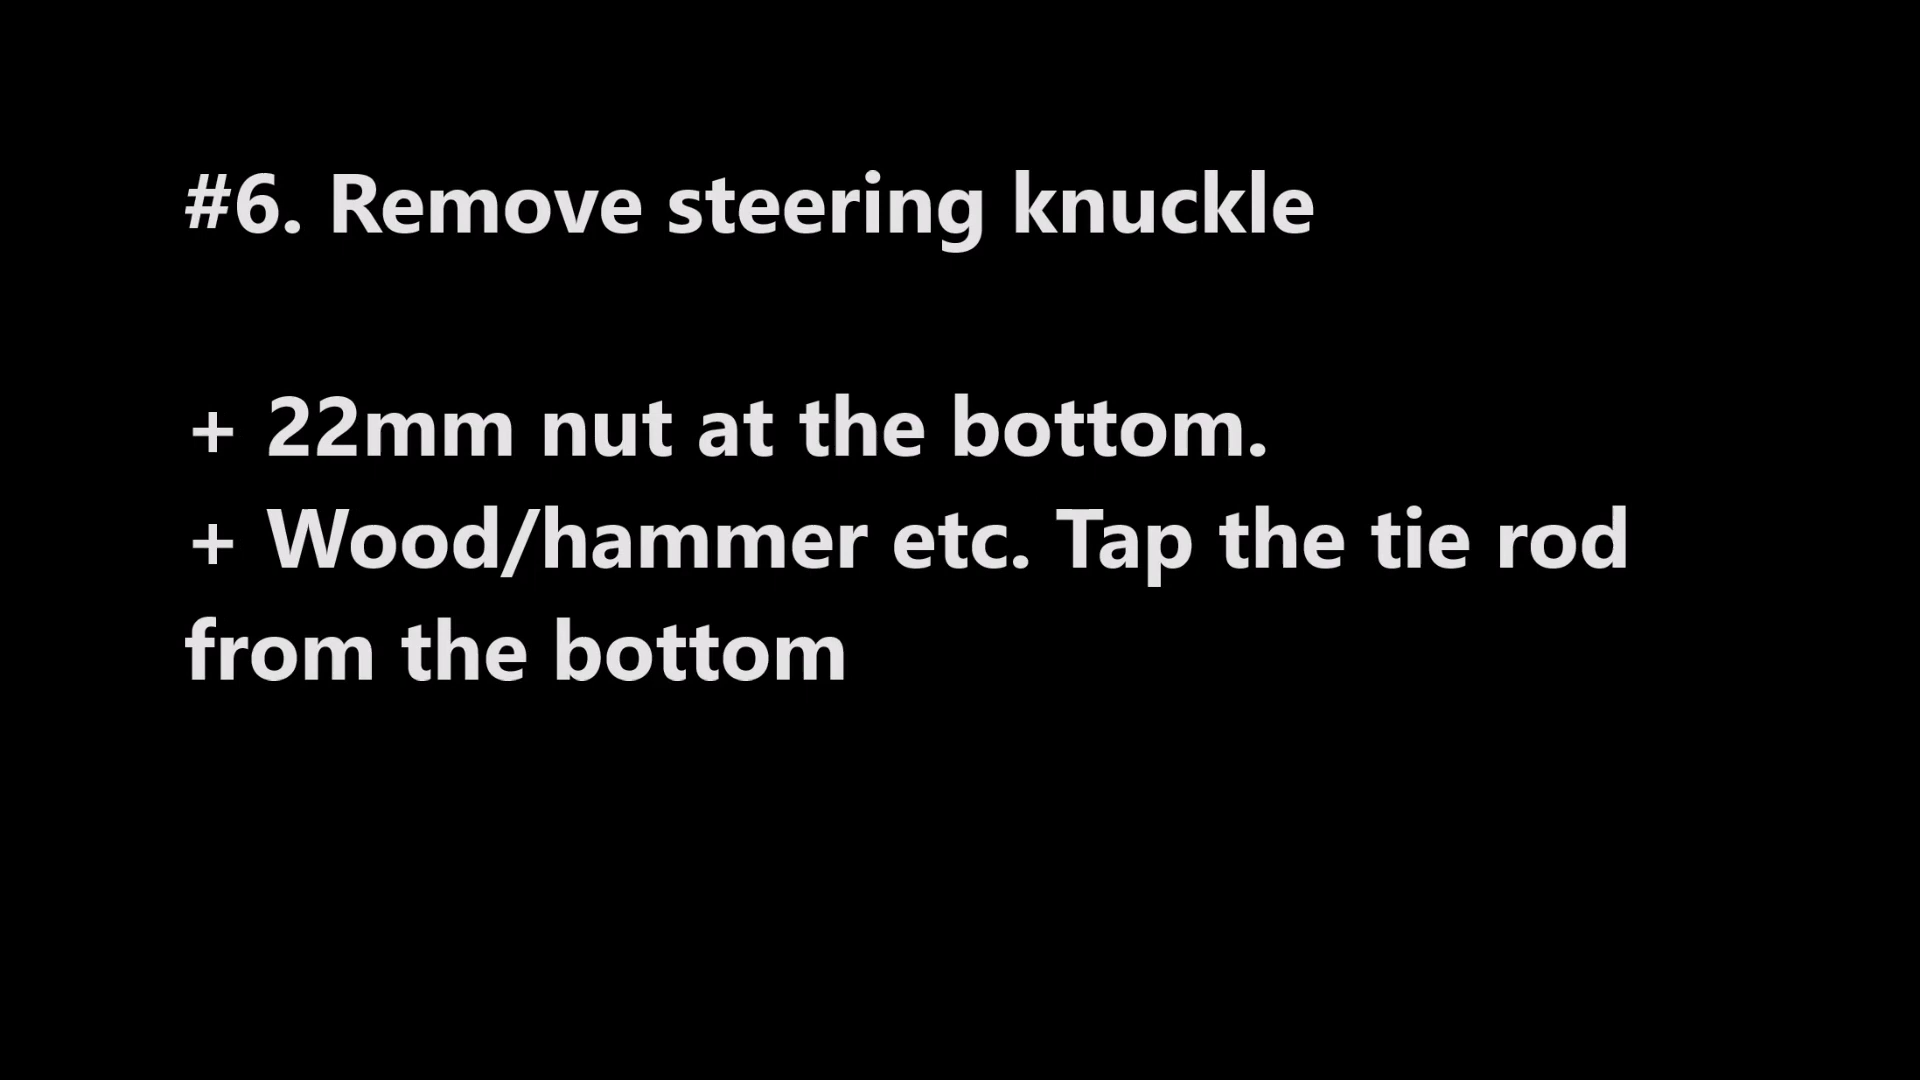 #6. Remove steering knuckle
+ 22mm nut at the bottom.
+ Wood/hammer etc. Tap the tie rod
from the bottom